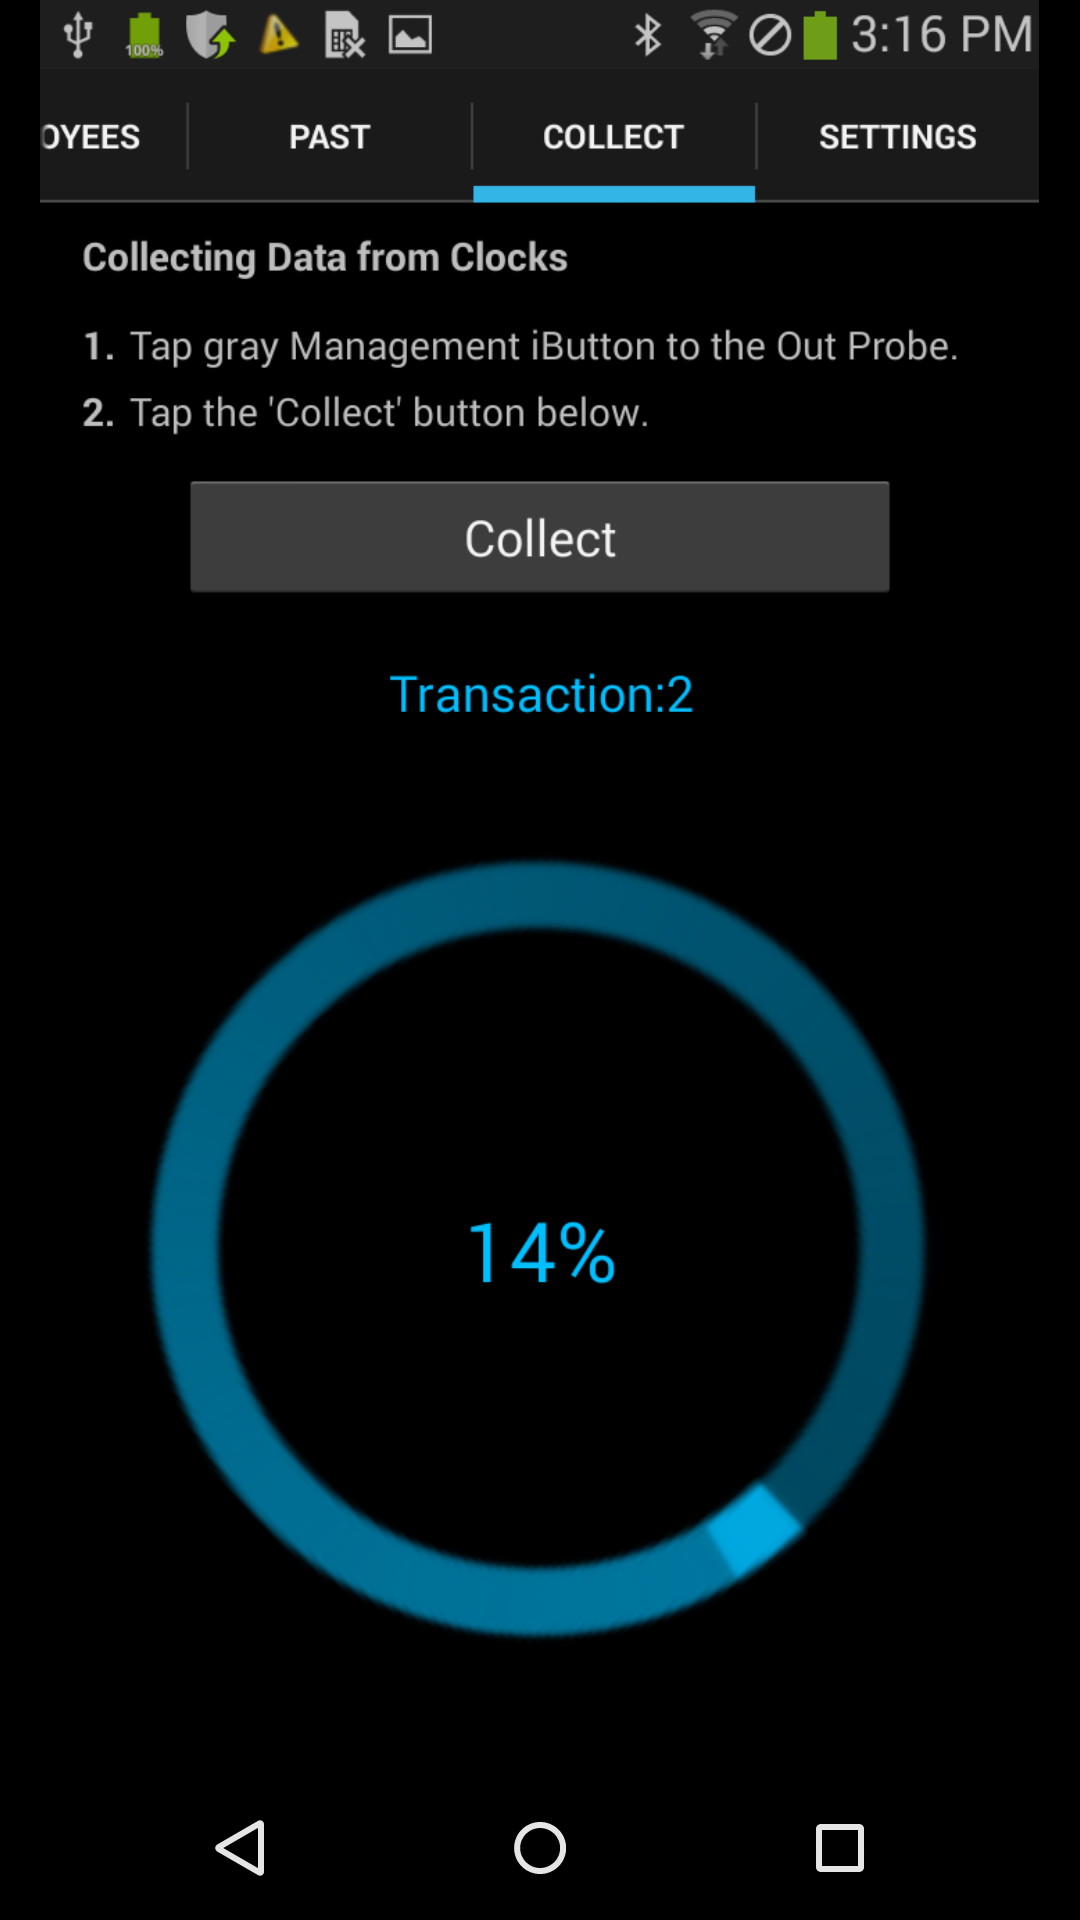 100%
3:16 PM
OYEES
PAST
COLLECT
SETTINGS
Collecting Data from Clocks
1. Tap gray Management iButton to the Out Probe.
2. Tap the 'Collect' button below.
Collect
Transaction:2
14%